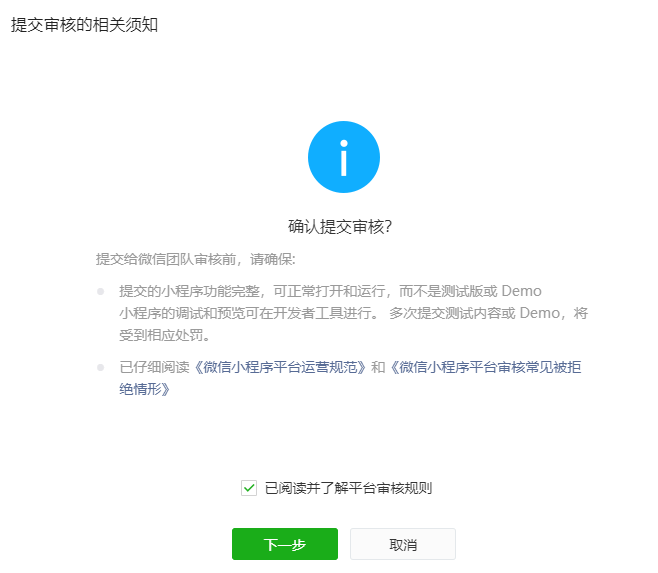 提交审核的相关须知
确认提交审核？
提交给微信团队审核前，请确保:
提交的小程序功能完整，可正常打开和运行，而不是测试版或 Demo
小程序的调试和预览可在开发者工具进行。 多次提交测试内容或 Demo，将
受到相应处罚。
已仔细阅读《微信小程序平台运营规范》和《微信小程序平台审核常见被拒
绝情形》
已阅读并了解平台审核规则
下一步
取消